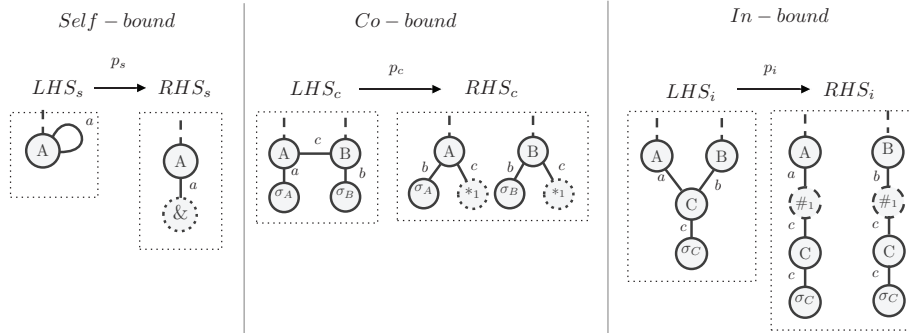 Self − bound
p_s
LHS_s
RHS_s
A
a
A
a
&
Co − bound
p_c
LHS_c
RHS_c
A
c
B
a
b
σ_A
σ_B
A
B
b
c
b
c
σ_A
*_1
σ_B
*_1
In − bound
p_i
LHS_i
RHS_i
A
B
a
b
C
c
σ_C
A
B
a
b
#_1
#_1
c
c
C
C
c
c
σ_C
σ_C